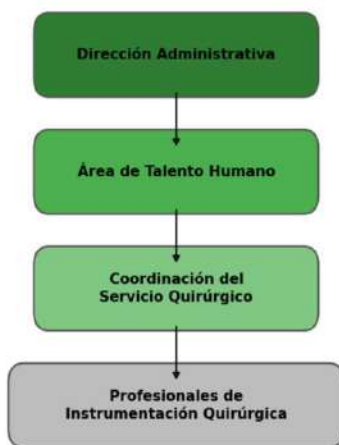 Dirección Administrativa
Área de Talento Humano
Coordinación del
Servicio Quirúrgico
Profesionales de
Instrumentación Quirúrgica